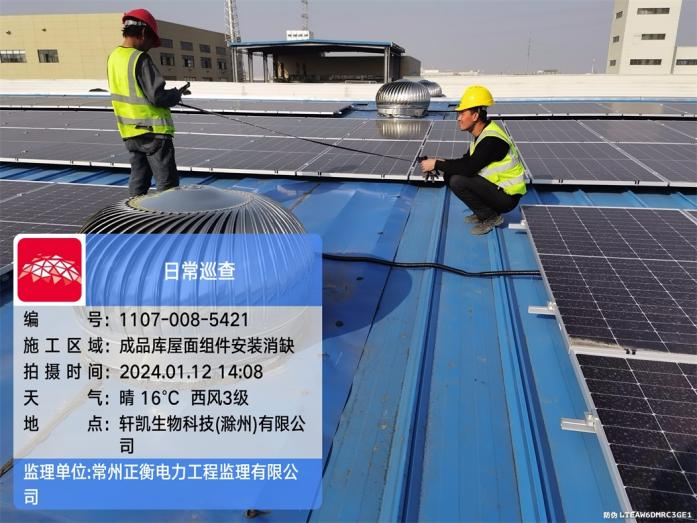 日常巡查
编号：1107-008-5421
施工区域：成品库屋面组件安装消缺
拍摄时间：2024.01.12 14:08
天气：晴 16℃ 西风3级
地点：轩凯生物科技(滁州)有限公
司
监理单位:常州正衡电力工程监理有限公
司
防伪 LTEAW6DMRC3GE1